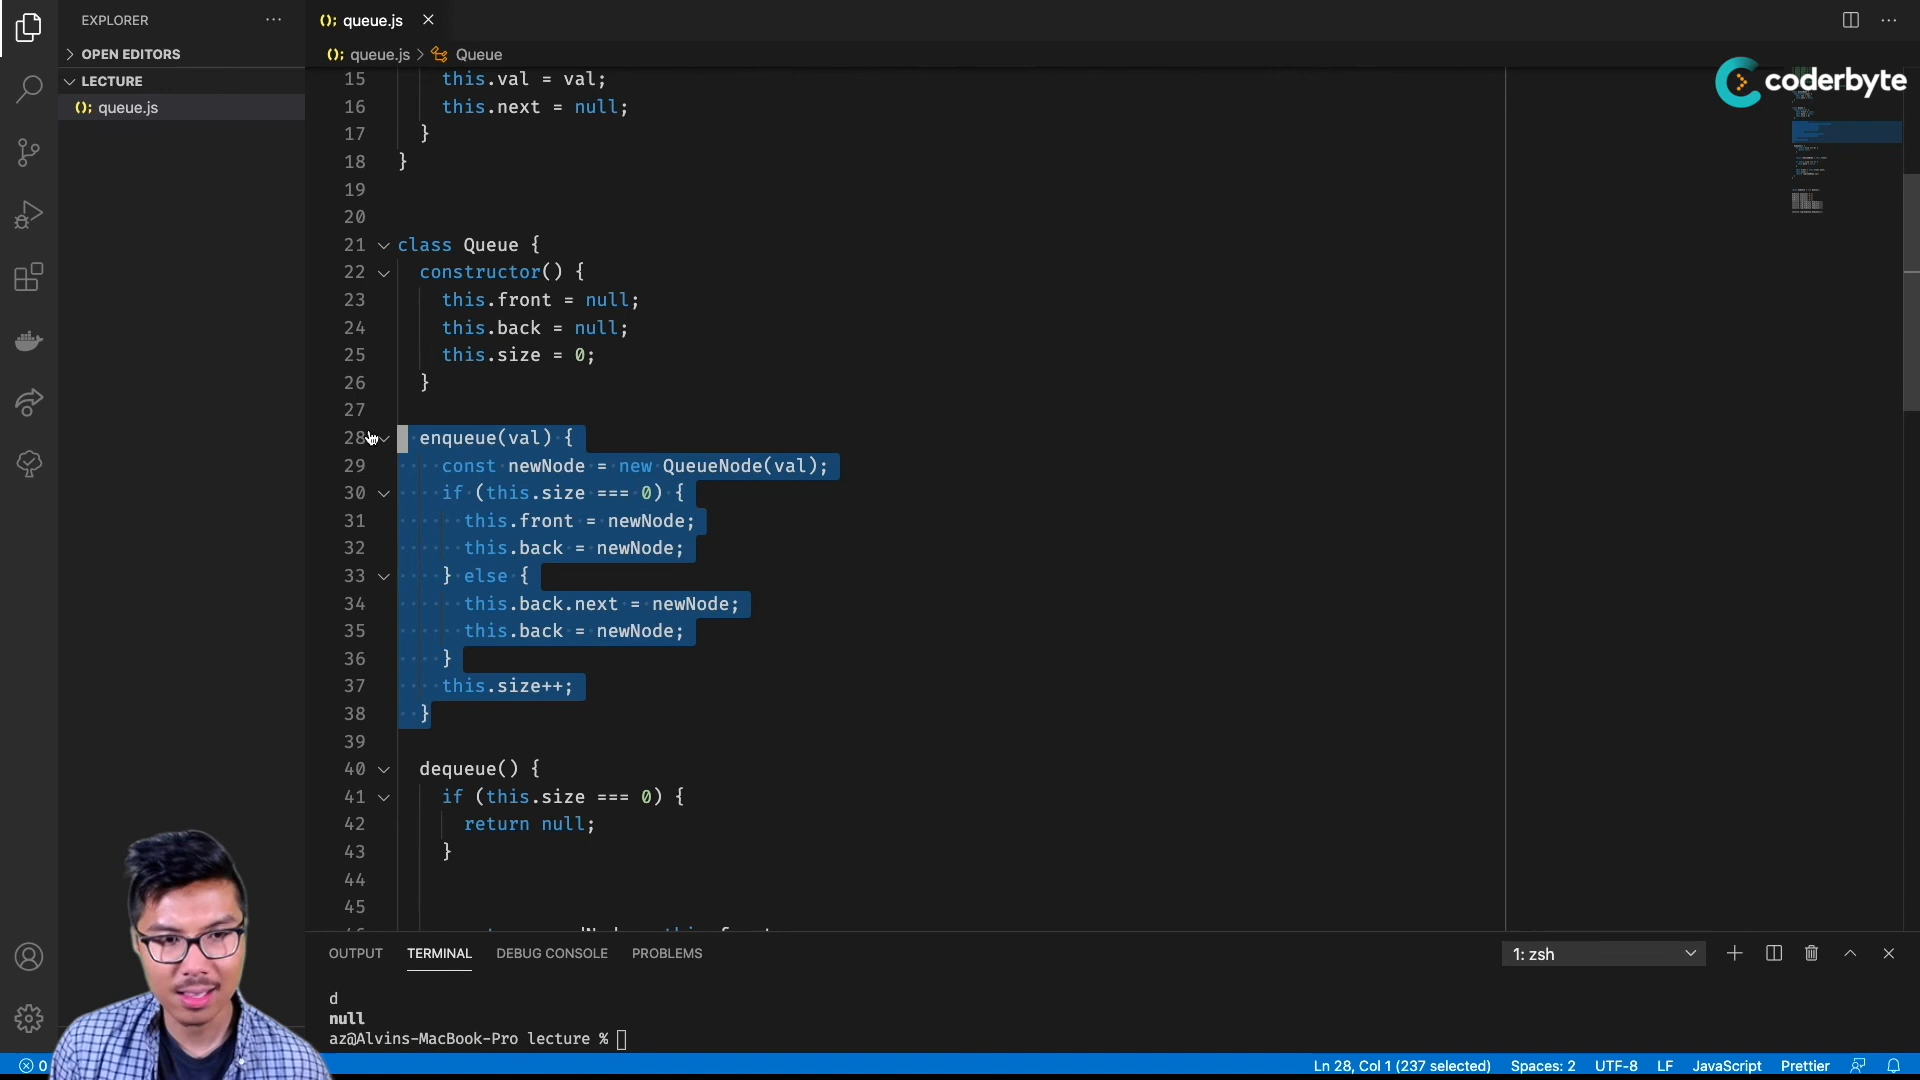 EXPLORER
OPEN EDITORS
LECTURE
queue.js
queue.js
queue.js > Queue
coderbyte
15 this.val = val;
16 this.next = null;
17 }
18 }
19
20
21 class Queue {
22 constructor() {
23 this.front = null;
24 this.back = null;
25 this.size = 0;
26 }
27
28 enqueue(val) {
29 const newNode = new QueueNode(val);
30 if (this.size === 0) {
31 this.front = newNode;
32 this.back = newNode;
33 } else {
34 this.back.next = newNode;
35 this.back = newNode;
36 }
37 this.size++;
38 }
39
40 dequeue() {
41 if (this.size === 0) {
42 return null;
43 }
44
45
OUTPUT TERMINAL DEBUG CONSOLE PROBLEMS 1: zsh
d
null
az@Alvins-MacBook-Pro lecture %
0 Ln 28, Col 1 (237 selected) Spaces: 2 UTF-8 LF JavaScript Prettier